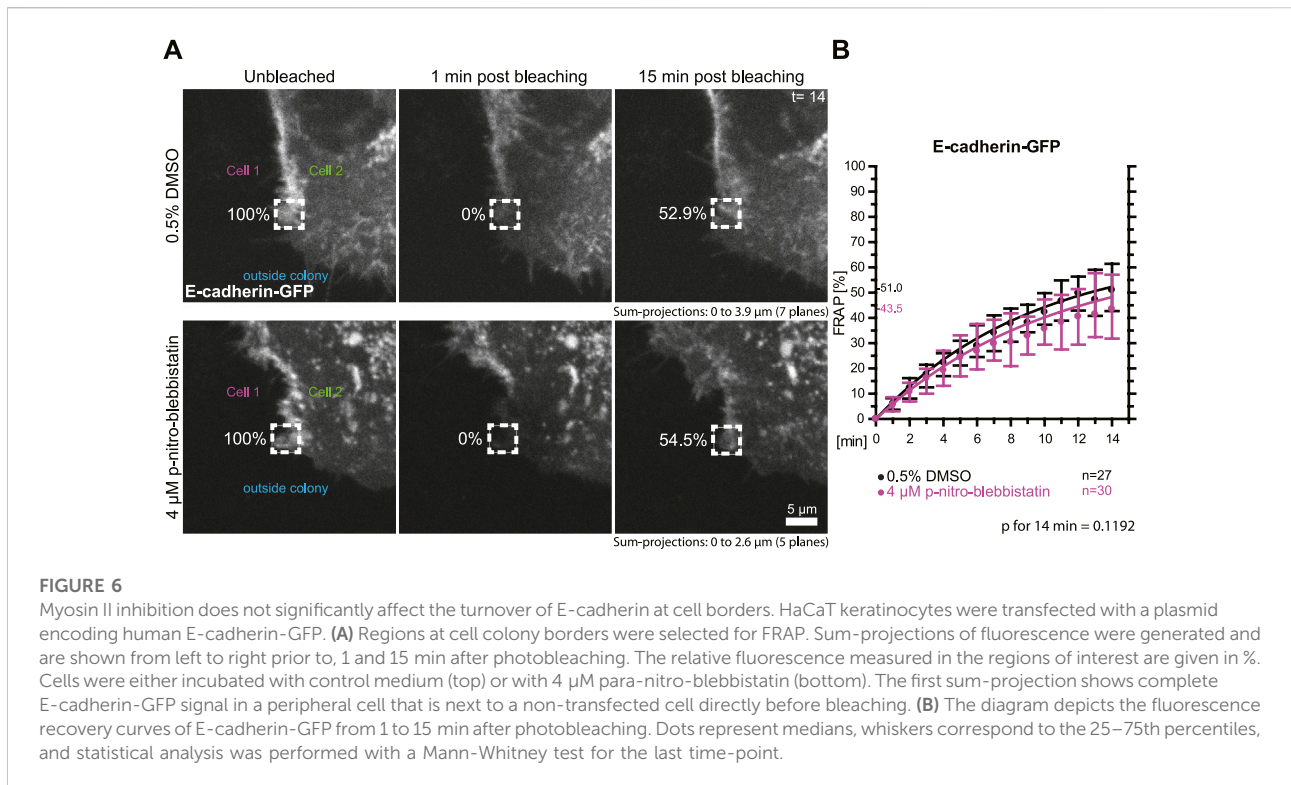 A
Unbleached
1 min post bleaching
15 min post bleaching
0.5% DMSO
t= 14
Cell 1
Cell 2
100%
0%
52.9%
outside colony
E-cadherin-GFP
Sum-projections: 0 to 3.9 µm (7 planes)
4 µM p-nitro-blebbistatin
Cell 1
Cell 2
100%
0%
54.5%
outside colony
5 µm
Sum-projections: 0 to 2.6 µm (5 planes)
B
E-cadherin-GFP
FRAP [%]
100
90
80
70
60
50
40
30
20
10
0
51.0
43.5
[min]
0 2 4 6 8 10 12 14
0.5% DMSO n=27
4 µM p-nitro-blebbistatin n=30
p for 14 min = 0.1192
FIGURE 6
Myosin II inhibition does not significantly affect the turnover of E-cadherin at cell borders. HaCaT keratinocytes were transfected with a plasmid
encoding human E-cadherin-GFP. (A) Regions at cell colony borders were selected for FRAP. Sum-projections of fluorescence were generated and
are shown from left to right prior to, 1 and 15 min after photobleaching. The relative fluorescence measured in the regions of interest are given in %.
Cells were either incubated with control medium (top) or with 4 µM para-nitro-blebbistatin (bottom). The first sum-projection shows complete
E-cadherin-GFP signal in a peripheral cell that is next to a non-transfected cell directly before bleaching. (B) The diagram depicts the fluorescence
recovery curves of E-cadherin-GFP from 1 to 15 min after photobleaching. Dots represent medians, whiskers correspond to the 25–75th percentiles,
and statistical analysis was performed with a Mann-Whitney test for the last time-point.